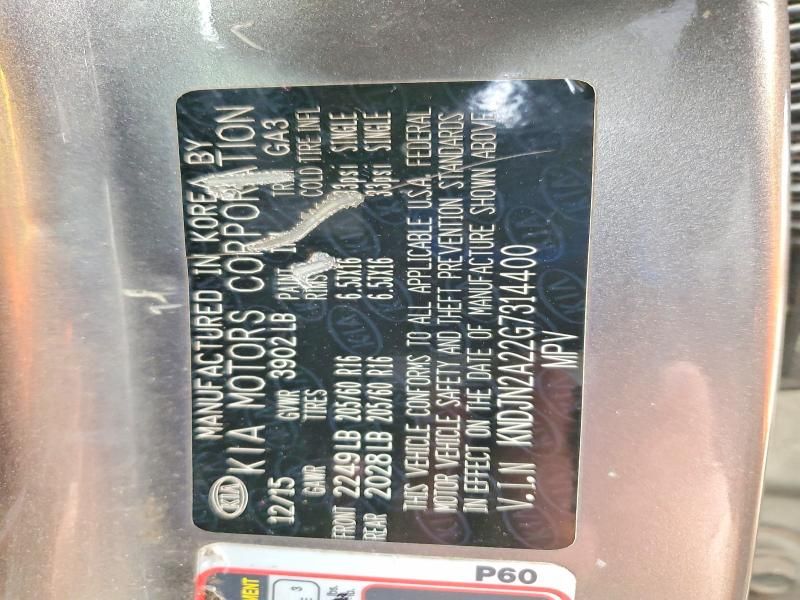 MANUFACTURED IN KOREA BY
KIA KIA MOTORS CORPORATION
12/15 GVWR 3902 LB PAINT TRIM GA3
GAWR TIRES RIMS COLD TIRE INFL
FRONT 2249 LB 205/60 R16 6.5JX16 33psi SINGLE
REAR 2028 LB 205/60 R16 6.5JX16 33psi SINGLE
THIS VEHICLE CONFORMS TO ALL APPLICABLE U.S.A. FEDERAL
MOTOR VEHICLE SAFETY AND THEFT PREVENTION STANDARDS
IN EFFECT ON THE DATE OF MANUFACTURE SHOWN ABOVE.
V.I.N KNDJN2A22G7314400
MPV
P60